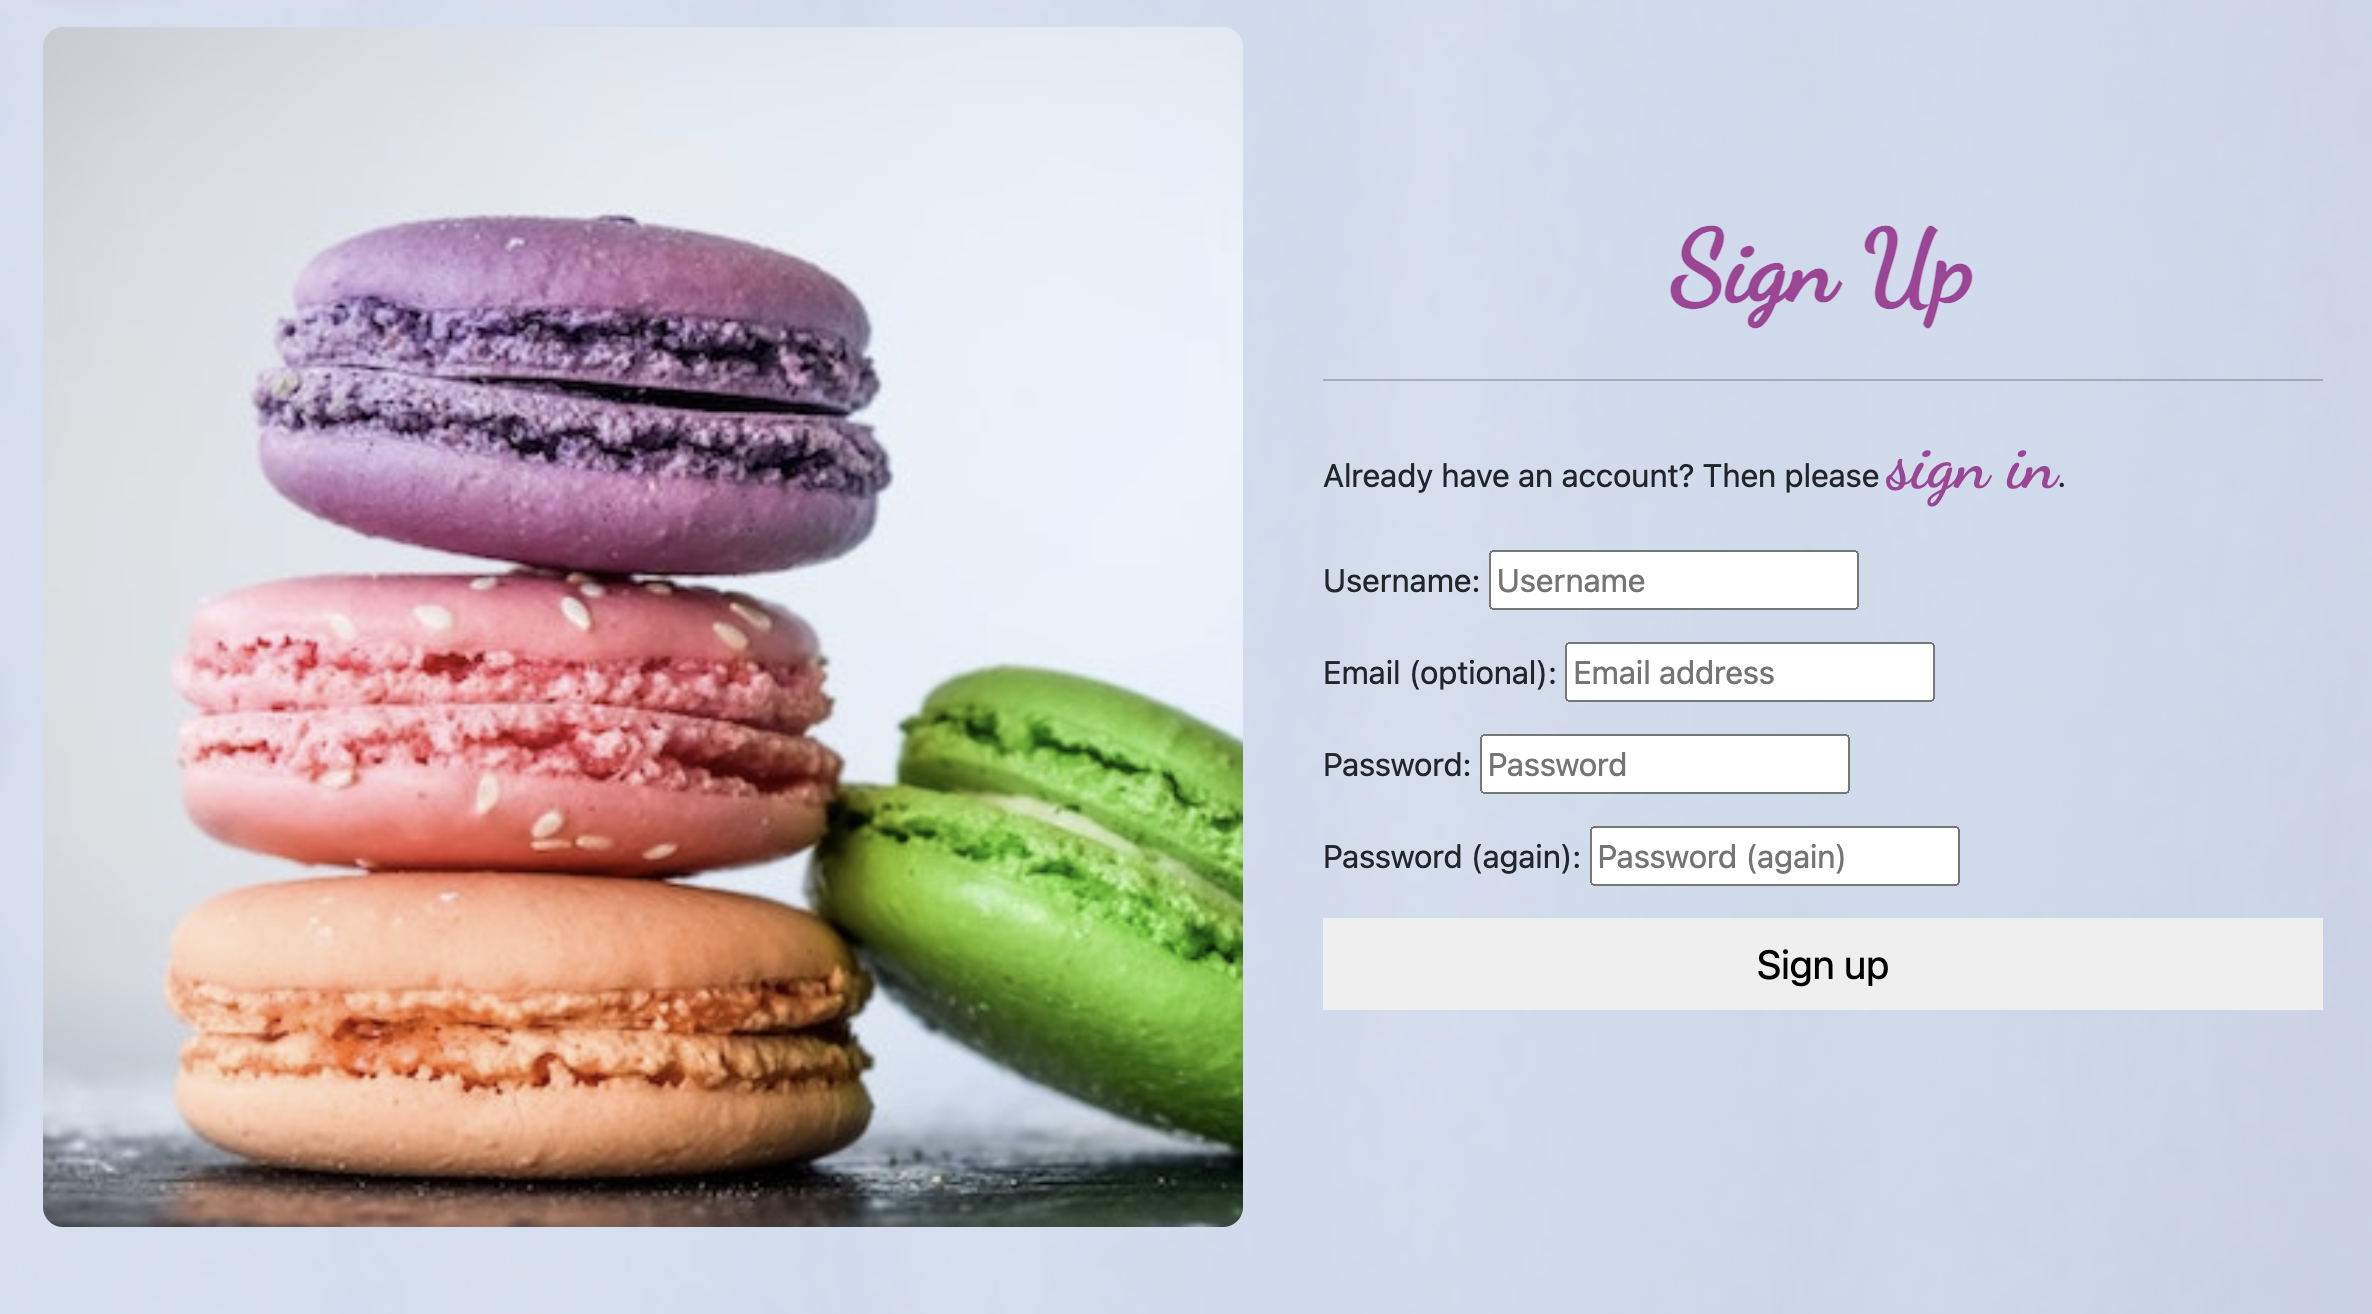 Sign Up
Already have an account? Then please sign in.
Username: Username
Email (optional): Email address
Password: Password
Password (again): Password (again)
Sign up